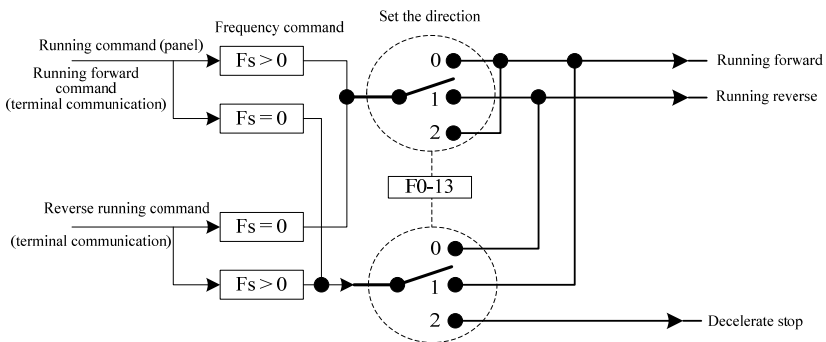 Set the direction
Frequency command
Running command (panel)
Fs > 0
0
Running forward
Running forward
command
(terminal communication)
1
Running reverse
Fs = 0
2
F0-13
Reverse running command
Fs = 0
(terminal communication)
0
Fs > 0
1
2
Decelerate stop